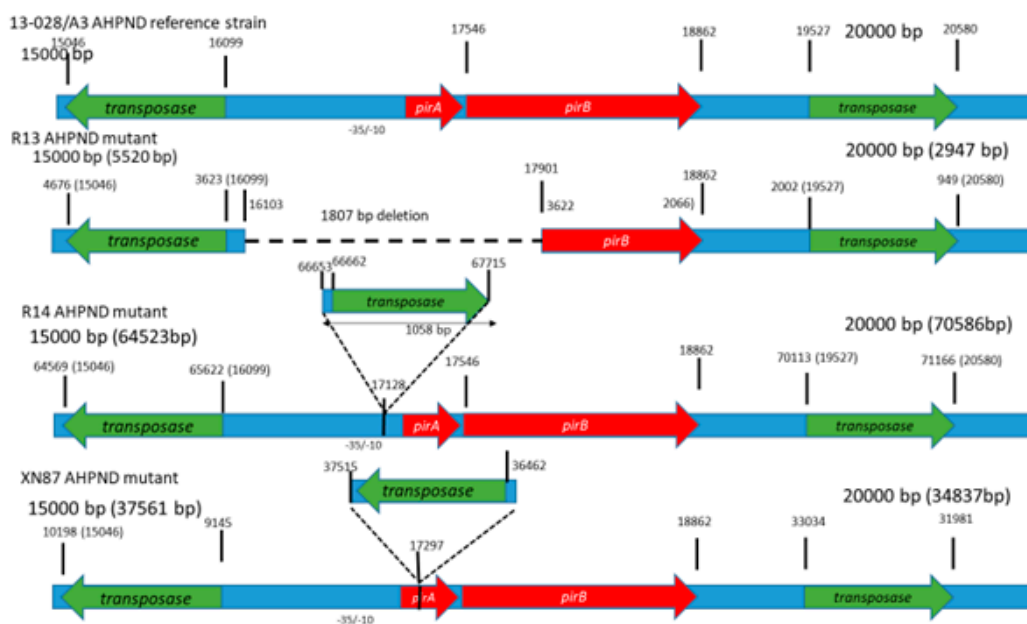 13-028/A3 AHPND reference strain
15046 16099 17546 18862 19527 20580
15000 bp 20000 bp
transposase pirA pirB transposase
-35/-10
R13 AHPND mutant
15000 bp (5520 bp) 20000 bp (2947 bp)
4676 (15046) 3623 (16099) 17901 18862 2002 (19527) 949 (20580)
16103 3622 2066)
1807 bp deletion
transposase pirB transposase
66653 66662 67715
transposase
1058 bp
R14 AHPND mutant
15000 bp (64523bp) 20000 bp (70586bp)
64569 (15046) 65622 (16099) 17128 17546 18862 70113 (19527) 71166 (20580)
transposase pirA pirB transposase
-35/-10
37515 36462
transposase
XN87 AHPND mutant
15000 bp (37561 bp) 20000 bp (34837bp)
10198 (15046) 9145 17297 18862 33034 31981
transposase pirA pirB transposase
-35/-10